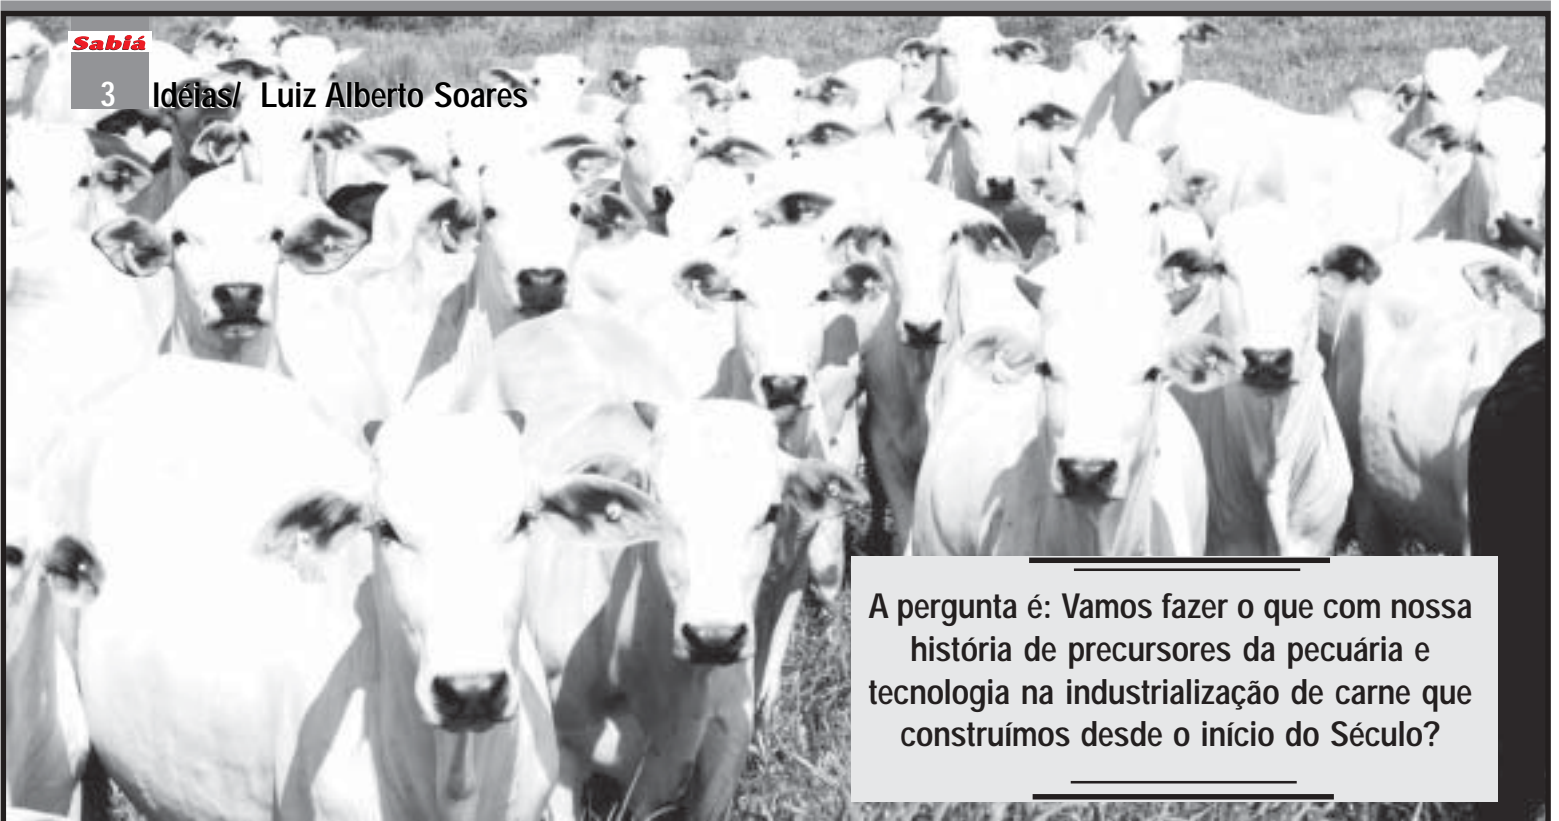 Sabiá
3 Idéias/ Luiz Alberto Soares
A pergunta é: Vamos fazer o que com nossa
história de precursores da pecuária e
tecnologia na industrialização de carne que
construímos desde o início do Século?